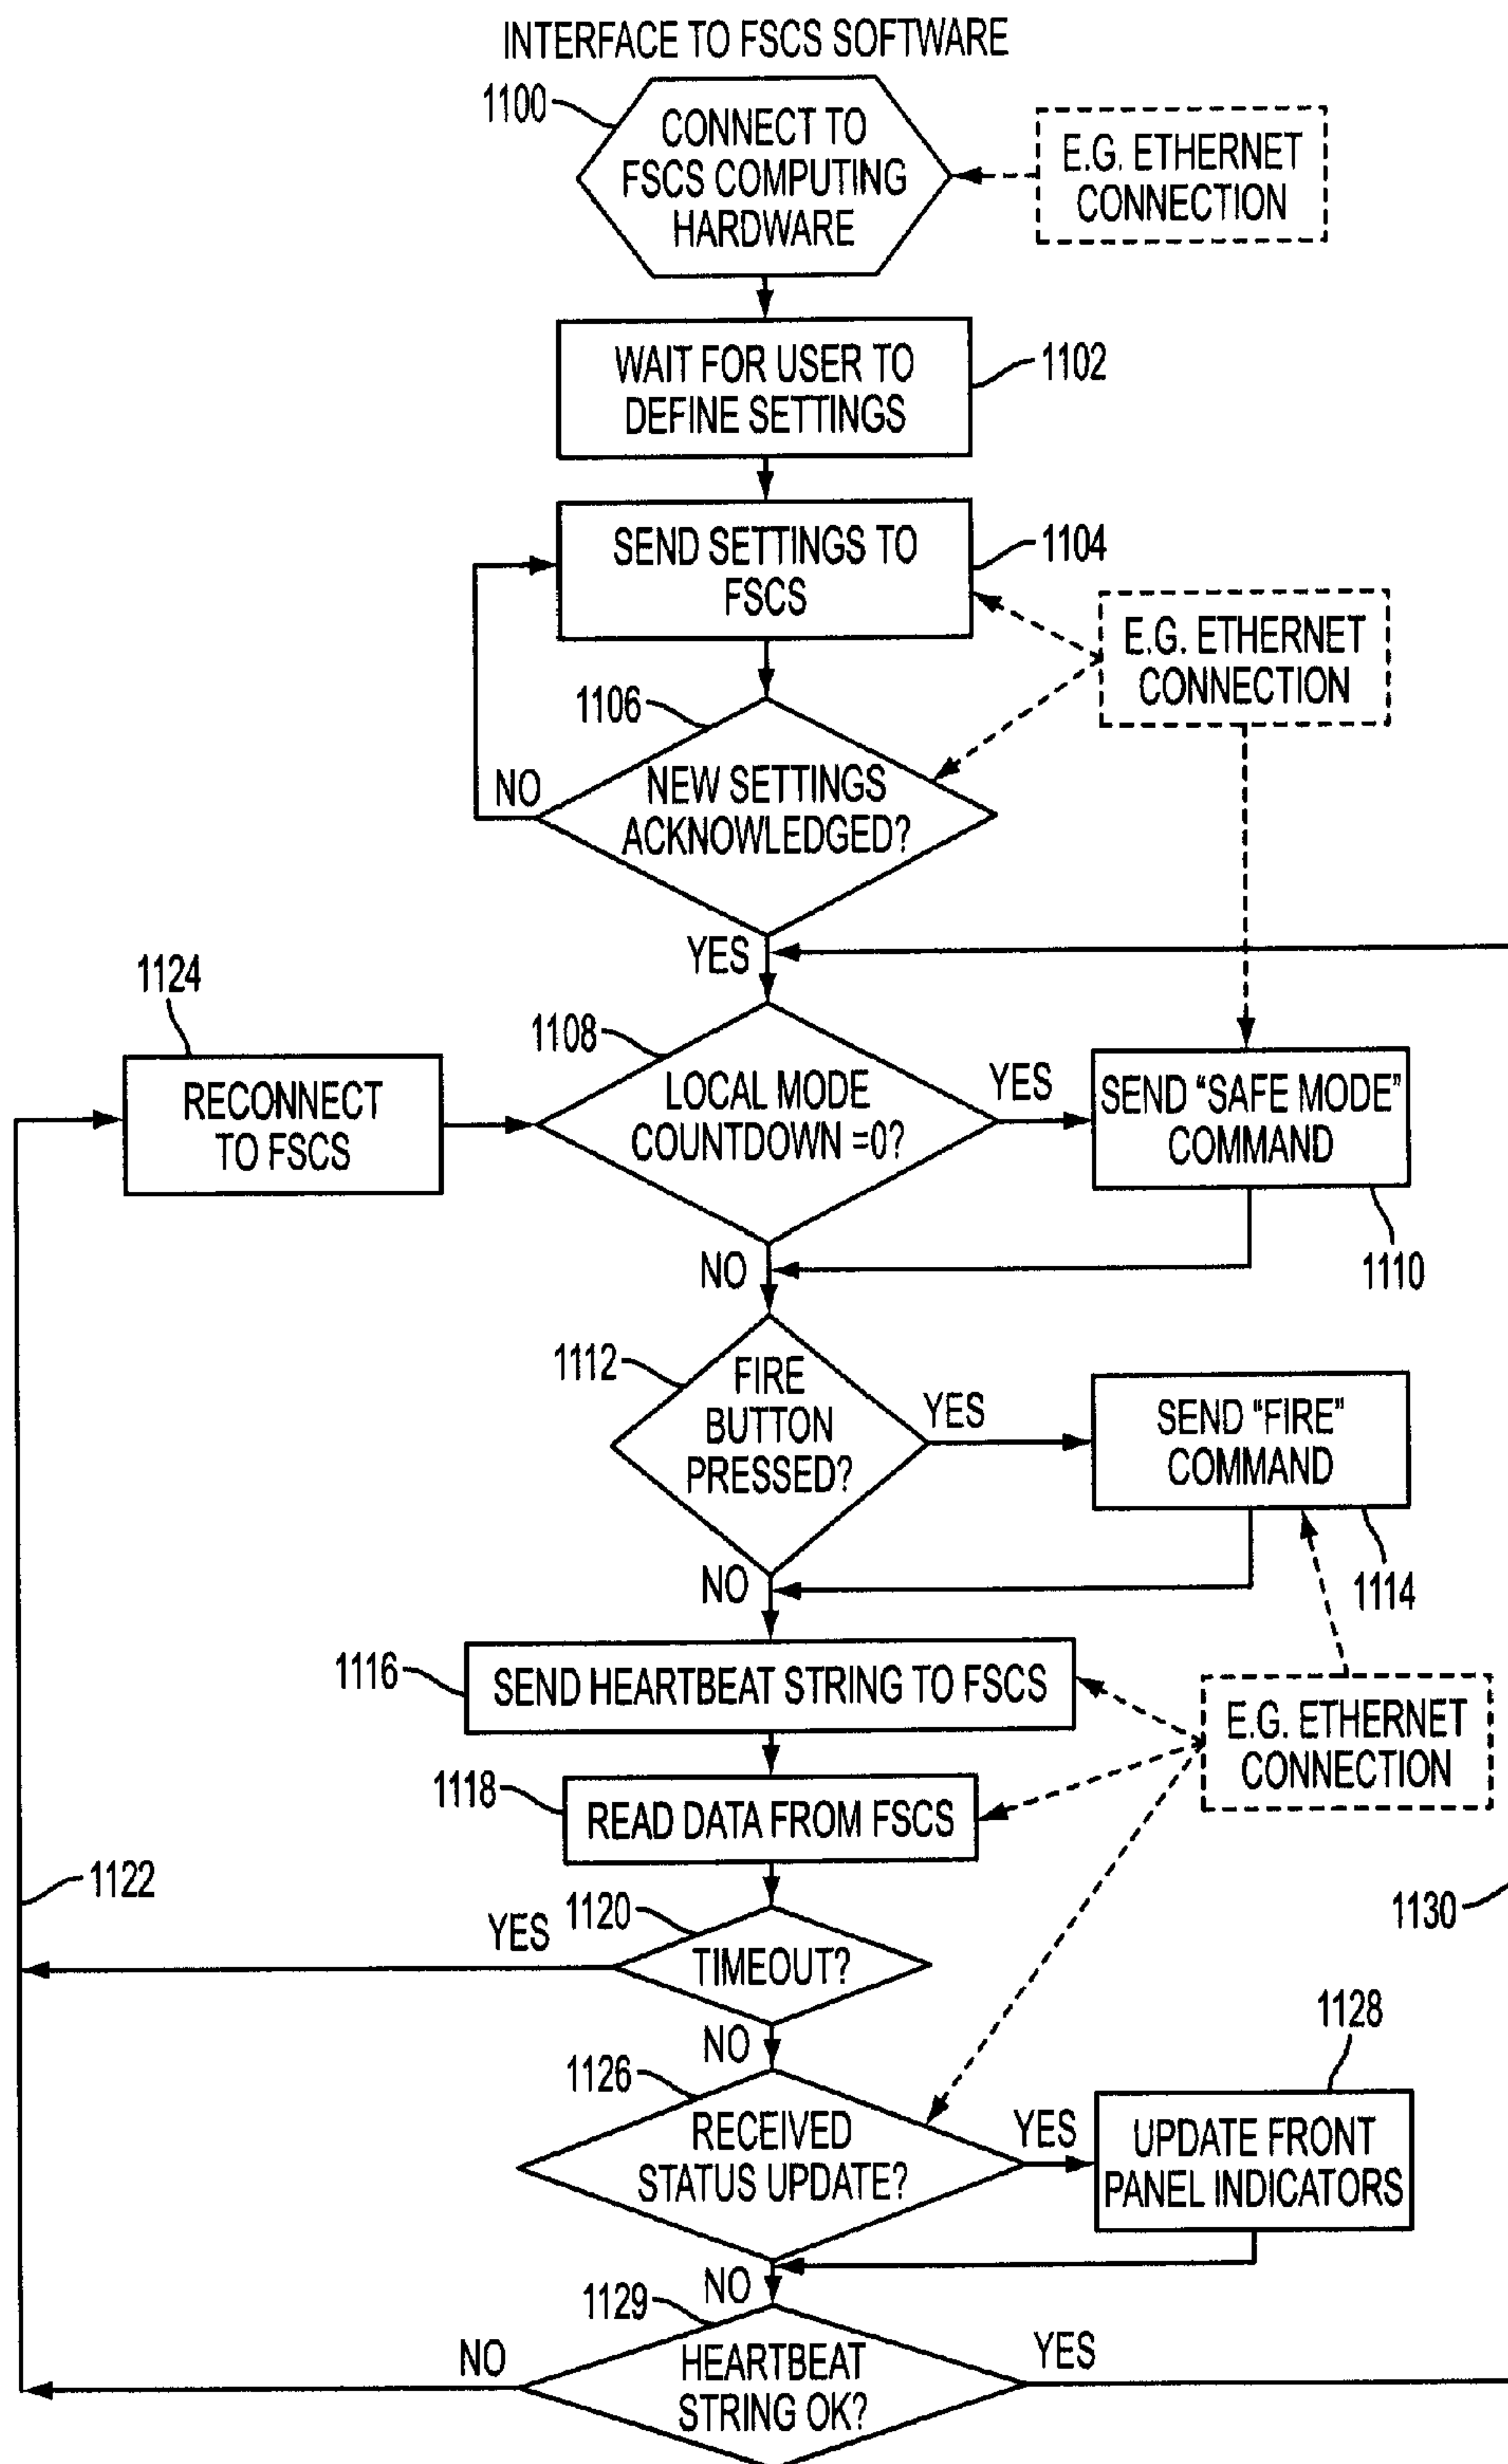 INTERFACE TO FSCS SOFTWARE
1100
CONNECT TO
FSCS COMPUTING
HARDWARE
E.G. ETHERNET
CONNECTION
WAIT FOR USER TO
DEFINE SETTINGS
1102
SEND SETTINGS TO
FSCS
1104
E.G. ETHERNET
CONNECTION
1106
NEW SETTINGS
ACKNOWLEDGED?
NO
YES
1124
RECONNECT
TO FSCS
1108
LOCAL MODE
COUNTDOWN =0?
YES
SEND “SAFE MODE”
COMMAND
1110
NO
1112
FIRE
BUTTON
PRESSED?
YES
SEND “FIRE”
COMMAND
1114
NO
1116
SEND HEARTBEAT STRING TO FSCS
E.G. ETHERNET
CONNECTION
1118
READ DATA FROM FSCS
1122
1120
YES
TIMEOUT?
1130
NO
1126
RECEIVED
STATUS UPDATE?
YES
1128
UPDATE FRONT
PANEL INDICATORS
NO
1129
NO
HEARTBEAT
STRING OK?
YES